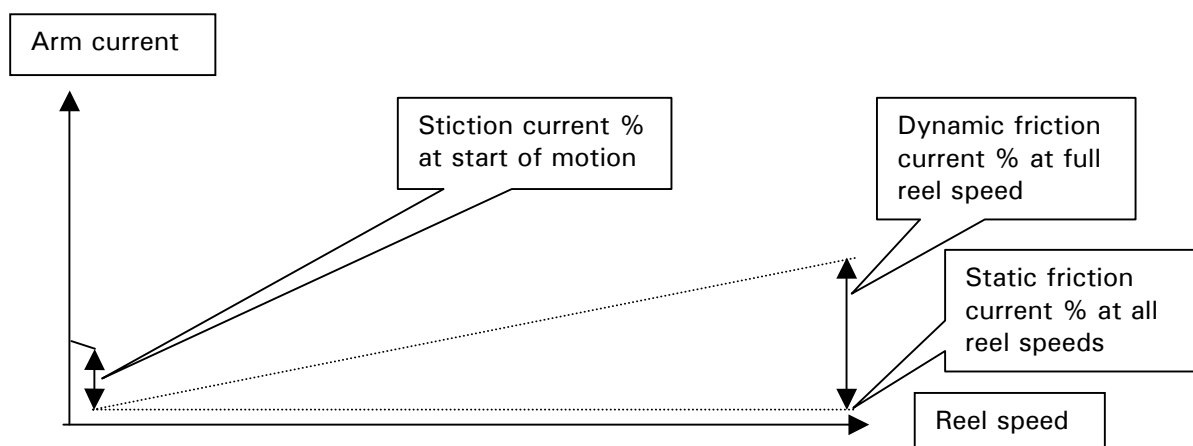 Arm current
Stiction current %
at start of motion
Dynamic friction
current % at full
reel speed
Static friction
current % at all
reel speeds
Reel speed